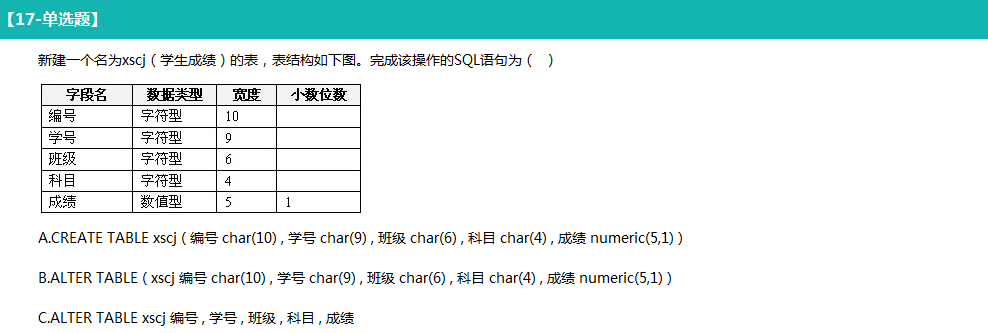 【17-单选题】
新建一个名为xscj（学生成绩）的表，表结构如下图。完成该操作的SQL语句为（　）
字段名 数据类型 宽度 小数位数
编号 字符型 10
学号 字符型 9
班级 字符型 6
科目 字符型 4
成绩 数值型 5 1
A.CREATE TABLE xscj ( 编号 char(10) , 学号 char(9) , 班级 char(6) , 科目 char(4) , 成绩 numeric(5,1) )
B.ALTER TABLE ( xscj 编号 char(10) , 学号 char(9) , 班级 char(6) , 科目 char(4) , 成绩 numeric(5,1) )
C.ALTER TABLE xscj 编号 , 学号 , 班级 , 科目 , 成绩